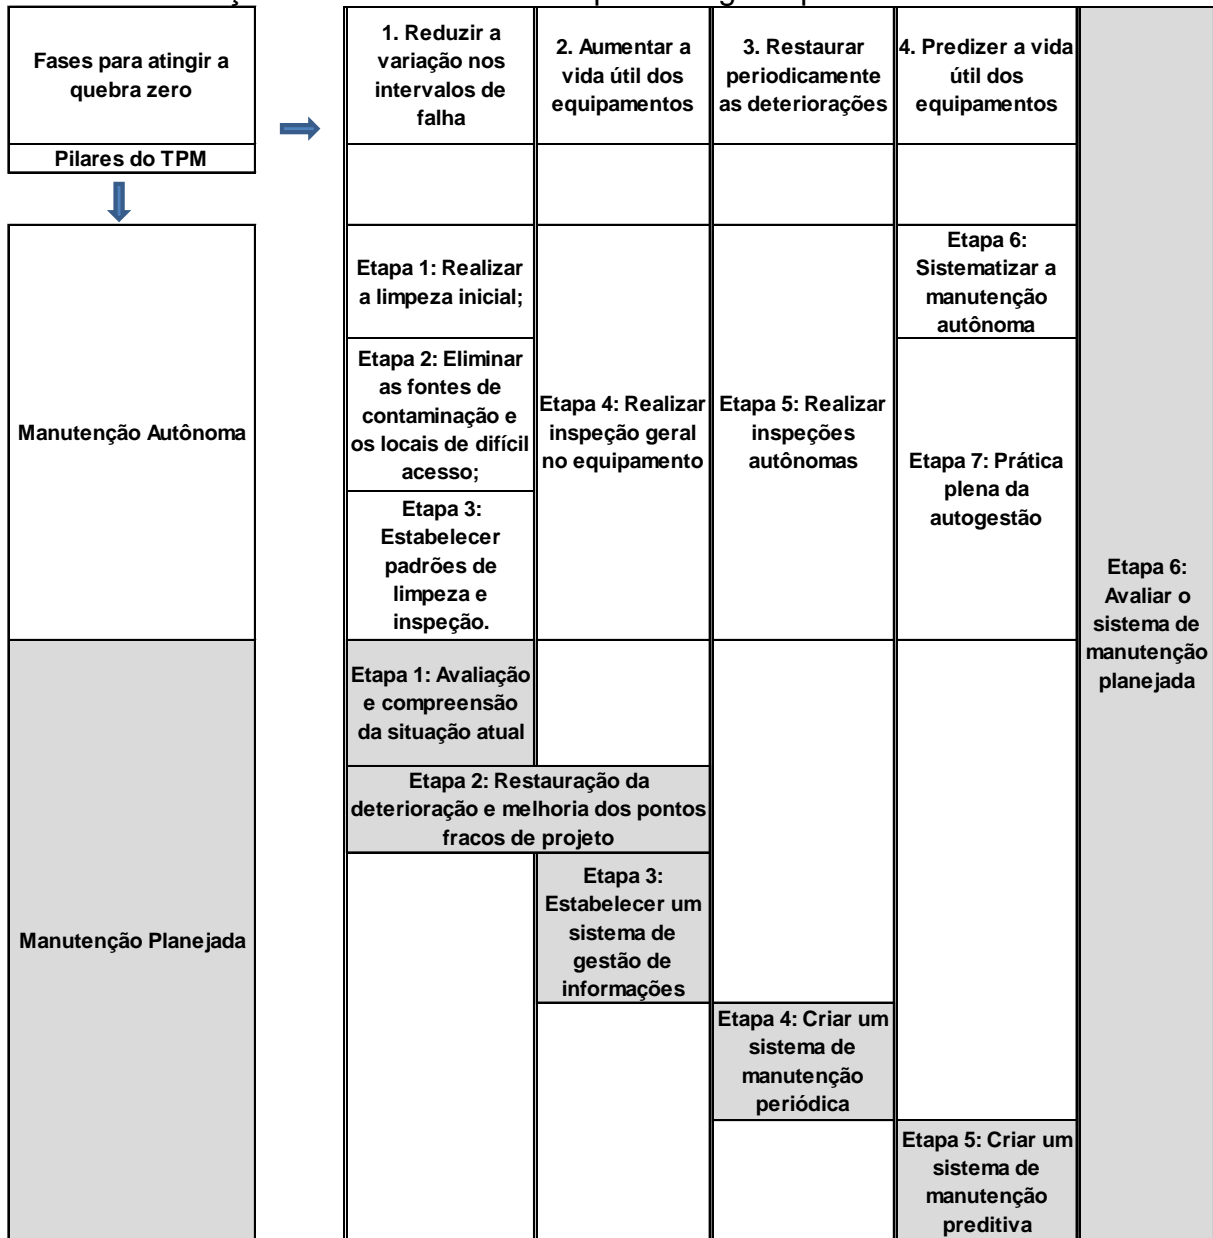 Fases para atingir a
quebra zero
Pilares do TPM
1. Reduzir a
variação nos
intervalos de
falha
2. Aumentar a
vida útil dos
equipamentos
3. Restaurar
periodicamente
as deteriorações
4. Predizer a vida
útil dos
equipamentos
Manutenção Autônoma
Etapa 1: Realizar
a limpeza inicial;
Etapa 2: Eliminar
as fontes de
contaminação e
os locais de difícil
acesso;
Etapa 3:
Estabelecer
padrões de
limpeza e
inspeção.
Etapa 4: Realizar
inspeção geral
no equipamento
Etapa 5: Realizar
inspeções
autônomas
Etapa 6:
Sistematizar a
manutenção
autônoma
Etapa 7: Prática
plena da
autogestão
Manutenção Planejada
Etapa 1: Avaliação
e compreensão
da situação atual
Etapa 2: Restauração da
deterioração e melhoria dos pontos
fracos de projeto
Etapa 3:
Estabelecer um
sistema de
gestão de
informações
Etapa 4: Criar um
sistema de
manutenção
periódica
Etapa 5: Criar um
sistema de
manutenção
preditiva
Etapa 6:
Avaliar o
sistema de
manutenção
planejada